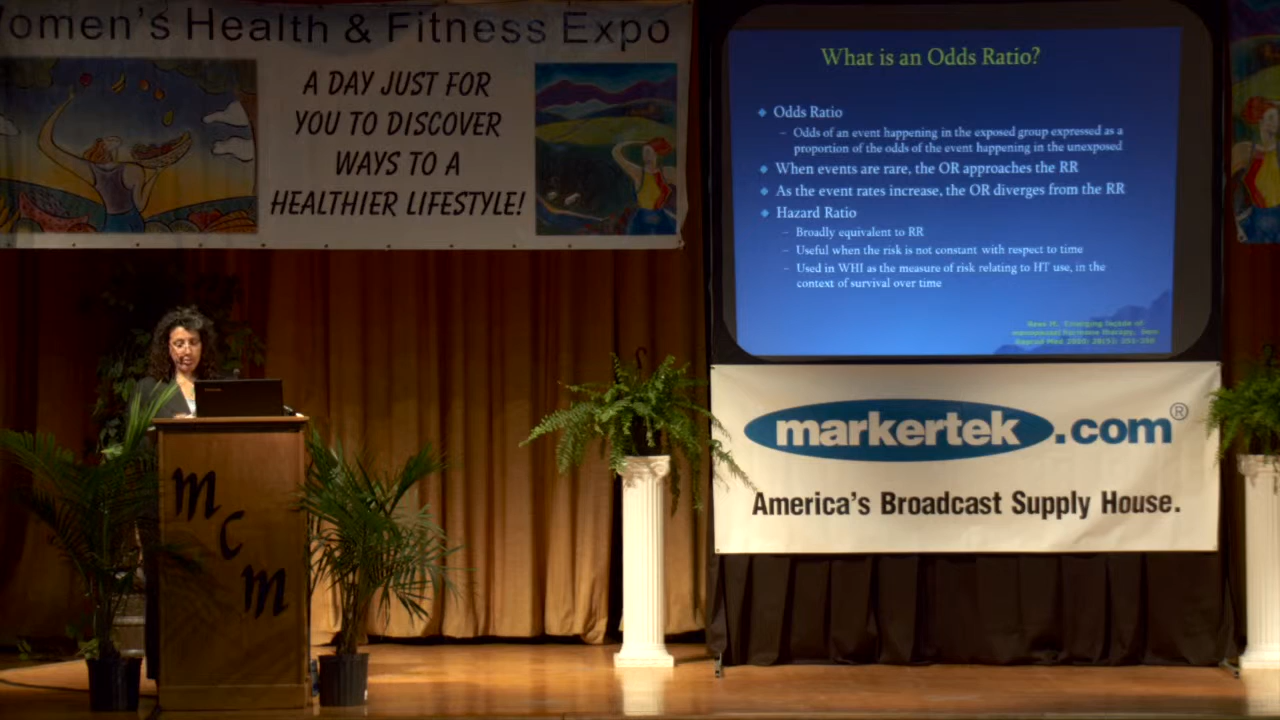 omen's Health & Fitness Expo
A DAY JUST FOR
YOU TO DISCOVER
WAYS TO A
HEALTHIER LIFESTYLE!
What is an Odds Ratio?
Odds Ratio
– Odds of an event happening in the exposed group expressed as a
proportion of the odds of the event happening in the unexposed
When events are rare, the OR approaches the RR
As the event rates increase, the OR diverges from the RR
Hazard Ratio
– Broadly equivalent to RR
– Useful when the risk is not constant with respect to time
– Used in WHI as the measure of risk relating to HT use, in the
context of survival over time
menopausal hormone therapy.
markertek.com®
America's Broadcast Supply House.
m
c
m